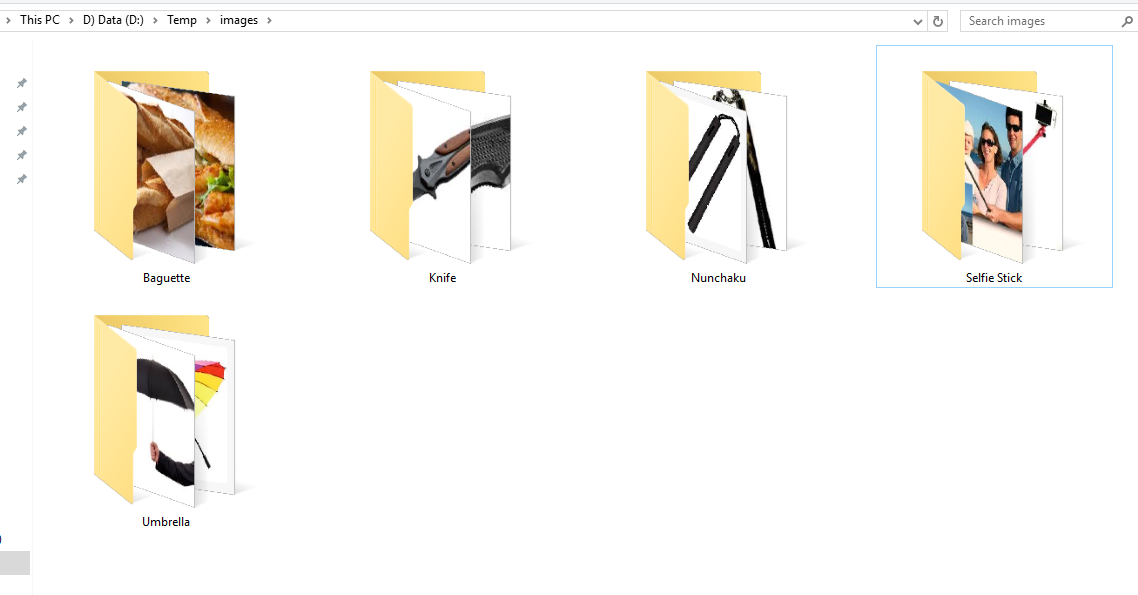 This PC > D) Data (D:) > Temp > images >
Search images
Baguette
Knife
Nunchaku
Selfie Stick
Umbrella